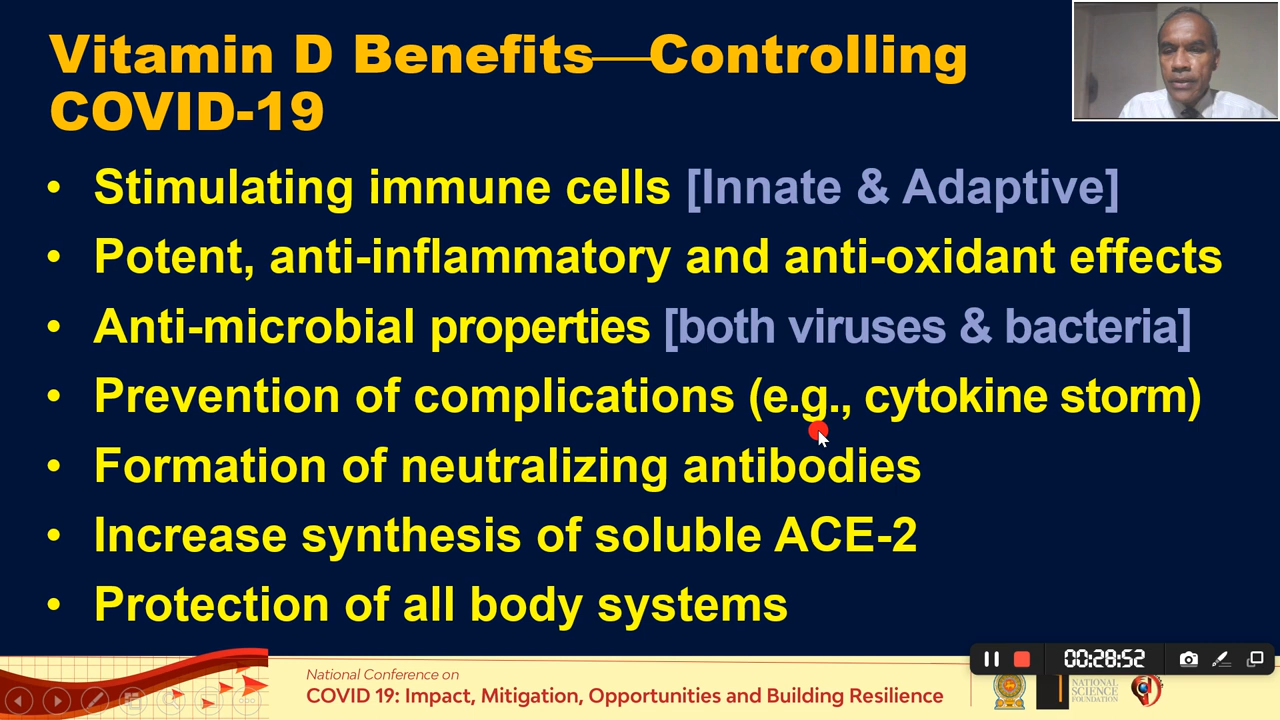 Vitamin D Benefits—Controlling
COVID-19
• Stimulating immune cells [Innate & Adaptive]
• Potent, anti-inflammatory and anti-oxidant effects
• Anti-microbial properties [both viruses & bacteria]
• Prevention of complications (e.g., cytokine storm)
• Formation of neutralizing antibodies
• Increase synthesis of soluble ACE-2
• Protection of all body systems
00:28:52
National Conference on
COVID 19: Impact, Mitigation, Opportunities and Building Resilience
NATIONAL
SCIENCE
FOUNDATION